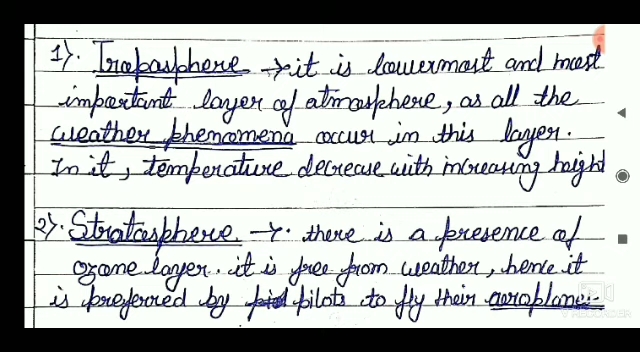 1). Troposphere → it is lowermost and most
important layer of atmosphere, as all the
weather phenomena occur in this layer.
In it, temperature decrease with increasing height
2). Stratosphere. → there is a presence of
ozone layer. it is free from weather, hence it
is preferred by pilots to fly their aeroplane:-